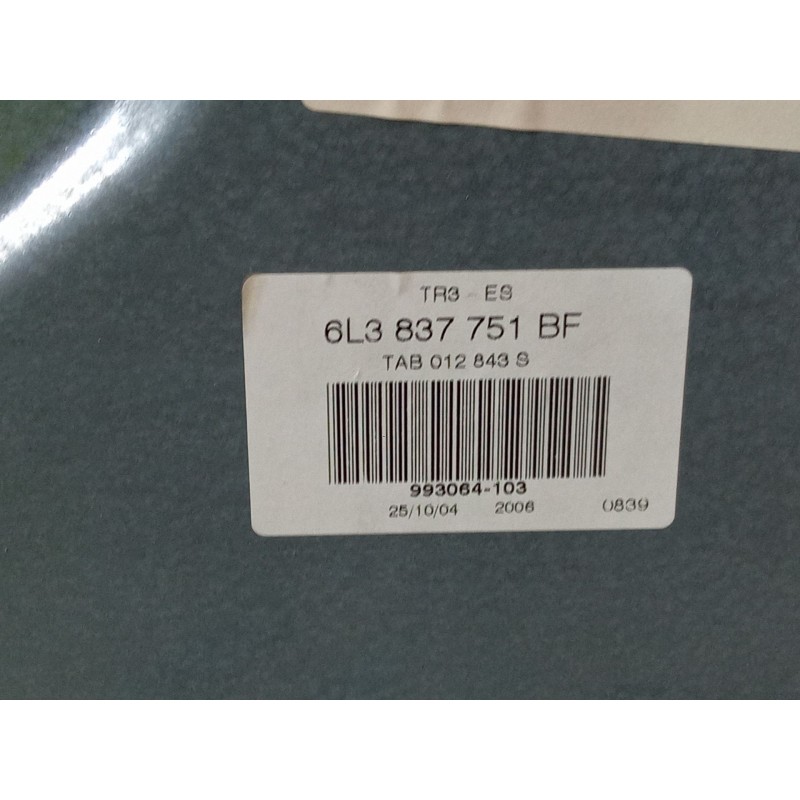 TR3 - ES
6L3 837 751 BF
TAB 012 843 S
993064-103
25/10/04 2006 0839